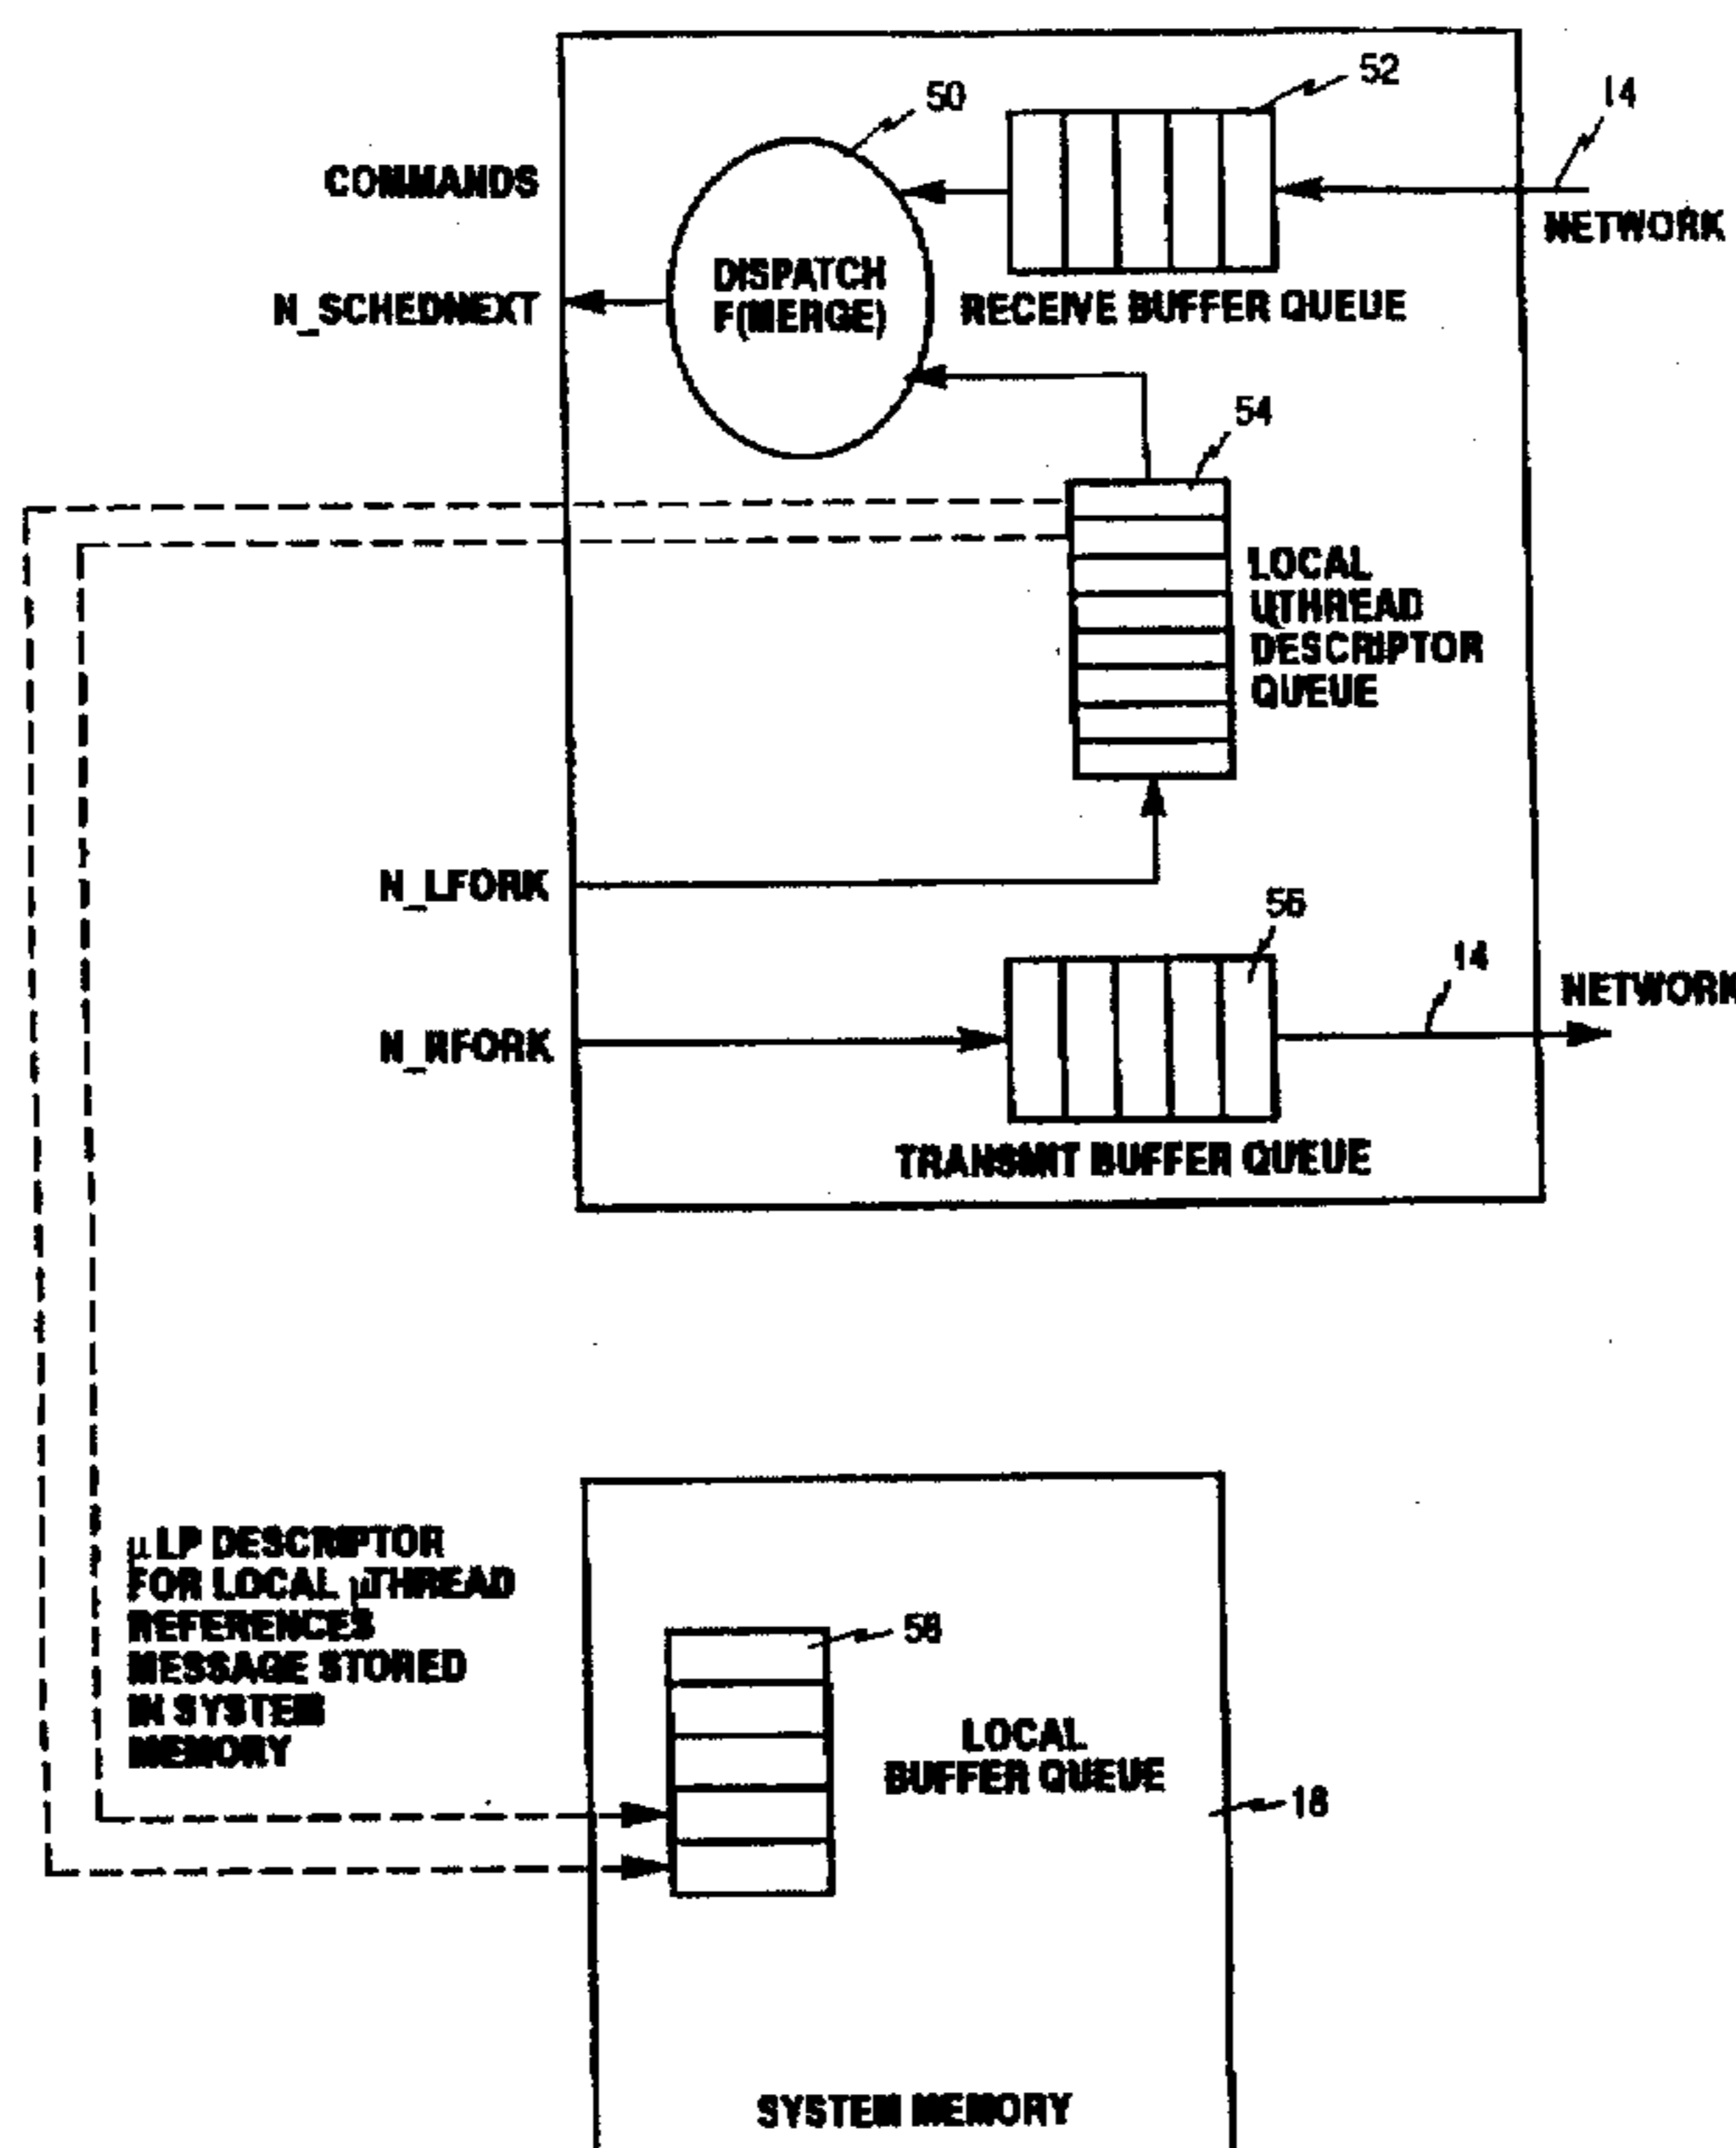 52
50
14
COMMANDS
NETWORK
DISPATCH
F(MERGE)
N_SCHEDNEXT
RECEIVE BUFFER QUEUE
54
LOCAL
μTHREAD
DESCRIPTOR
QUEUE
N_LFORK
56
14
NETWORK
N_RFORK
TRANSMIT BUFFER QUEUE
μLP DESCRIPTOR
FOR LOCAL μTHREAD
REFERENCES
MESSAGE STORED
IN SYSTEM
MEMORY
58
LOCAL
BUFFER QUEUE
18
SYSTEM MEMORY